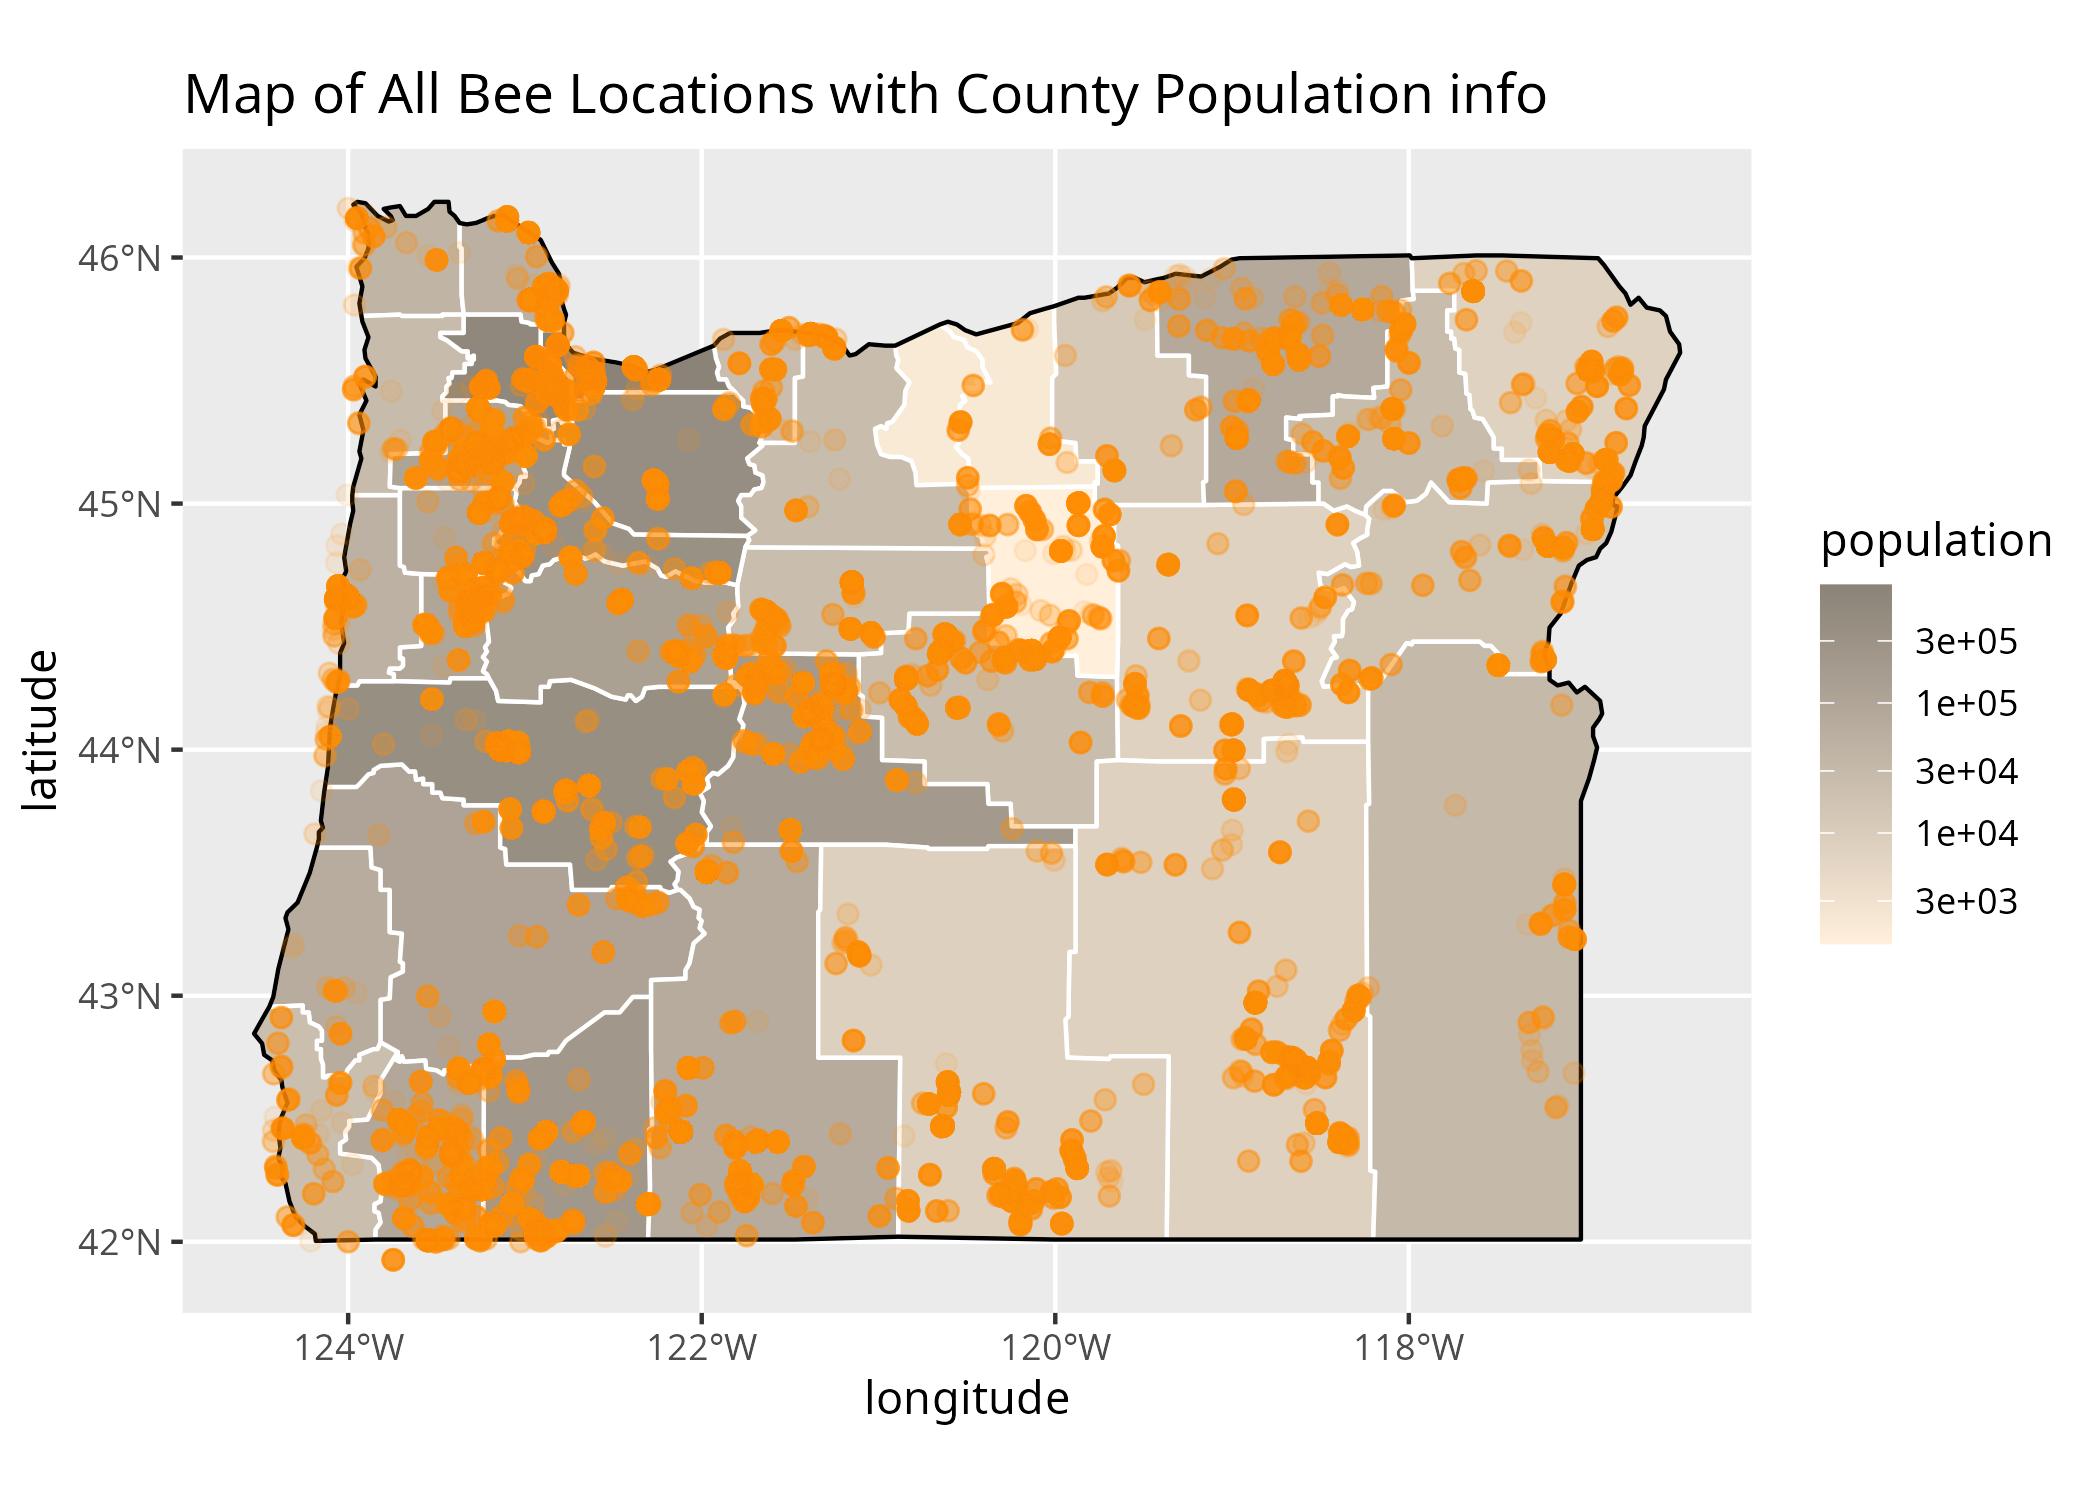 Map of All Bee Locations with County Population info
46°N
45°N
44°N
43°N
42°N
latitude
124°W
122°W
120°W
118°W
longitude
population
3e+05
1e+05
3e+04
1e+04
3e+03